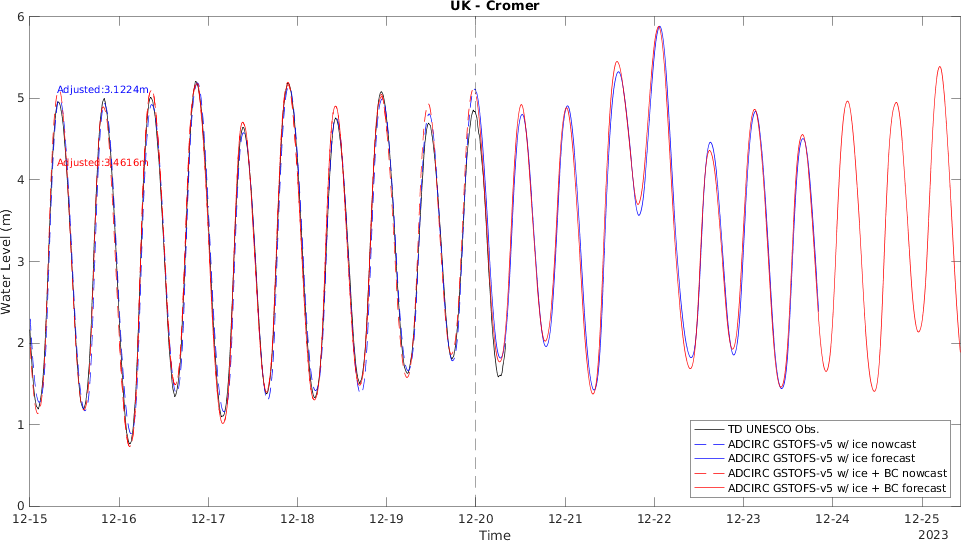 UK - Cromer
Water Level (m)
6
5
4
3
2
1
0
Adjusted:3.1224m
Adjusted:3.4616m
TD UNESCO Obs.
ADCIRC GSTOFS-v5 w/ ice nowcast
ADCIRC GSTOFS-v5 w/ ice forecast
ADCIRC GSTOFS-v5 w/ ice + BC nowcast
ADCIRC GSTOFS-v5 w/ ice + BC forecast
12-15 12-16 12-17 12-18 12-19 12-20 12-21 12-22 12-23 12-24 12-25
2023
Time